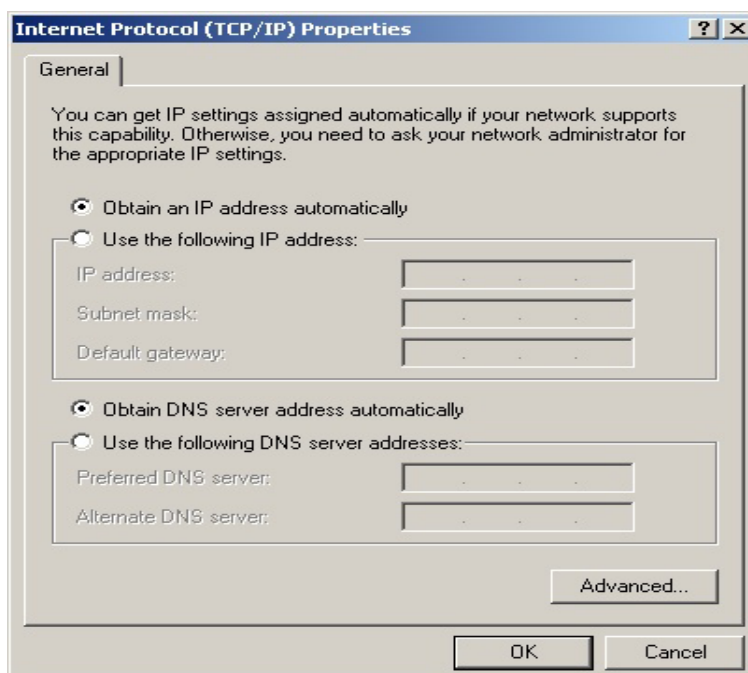 Internet Protocol (TCP/IP) Properties
General
You can get IP settings assigned automatically if your network supports
this capability. Otherwise, you need to ask your network administrator for
the appropriate IP settings.
Obtain an IP address automatically
Use the following IP address:
IP address:
Subnet mask:
Default gateway:
Obtain DNS server address automatically
Use the following DNS server addresses:
Preferred DNS server:
Alternate DNS server:
Advanced...
OK
Cancel